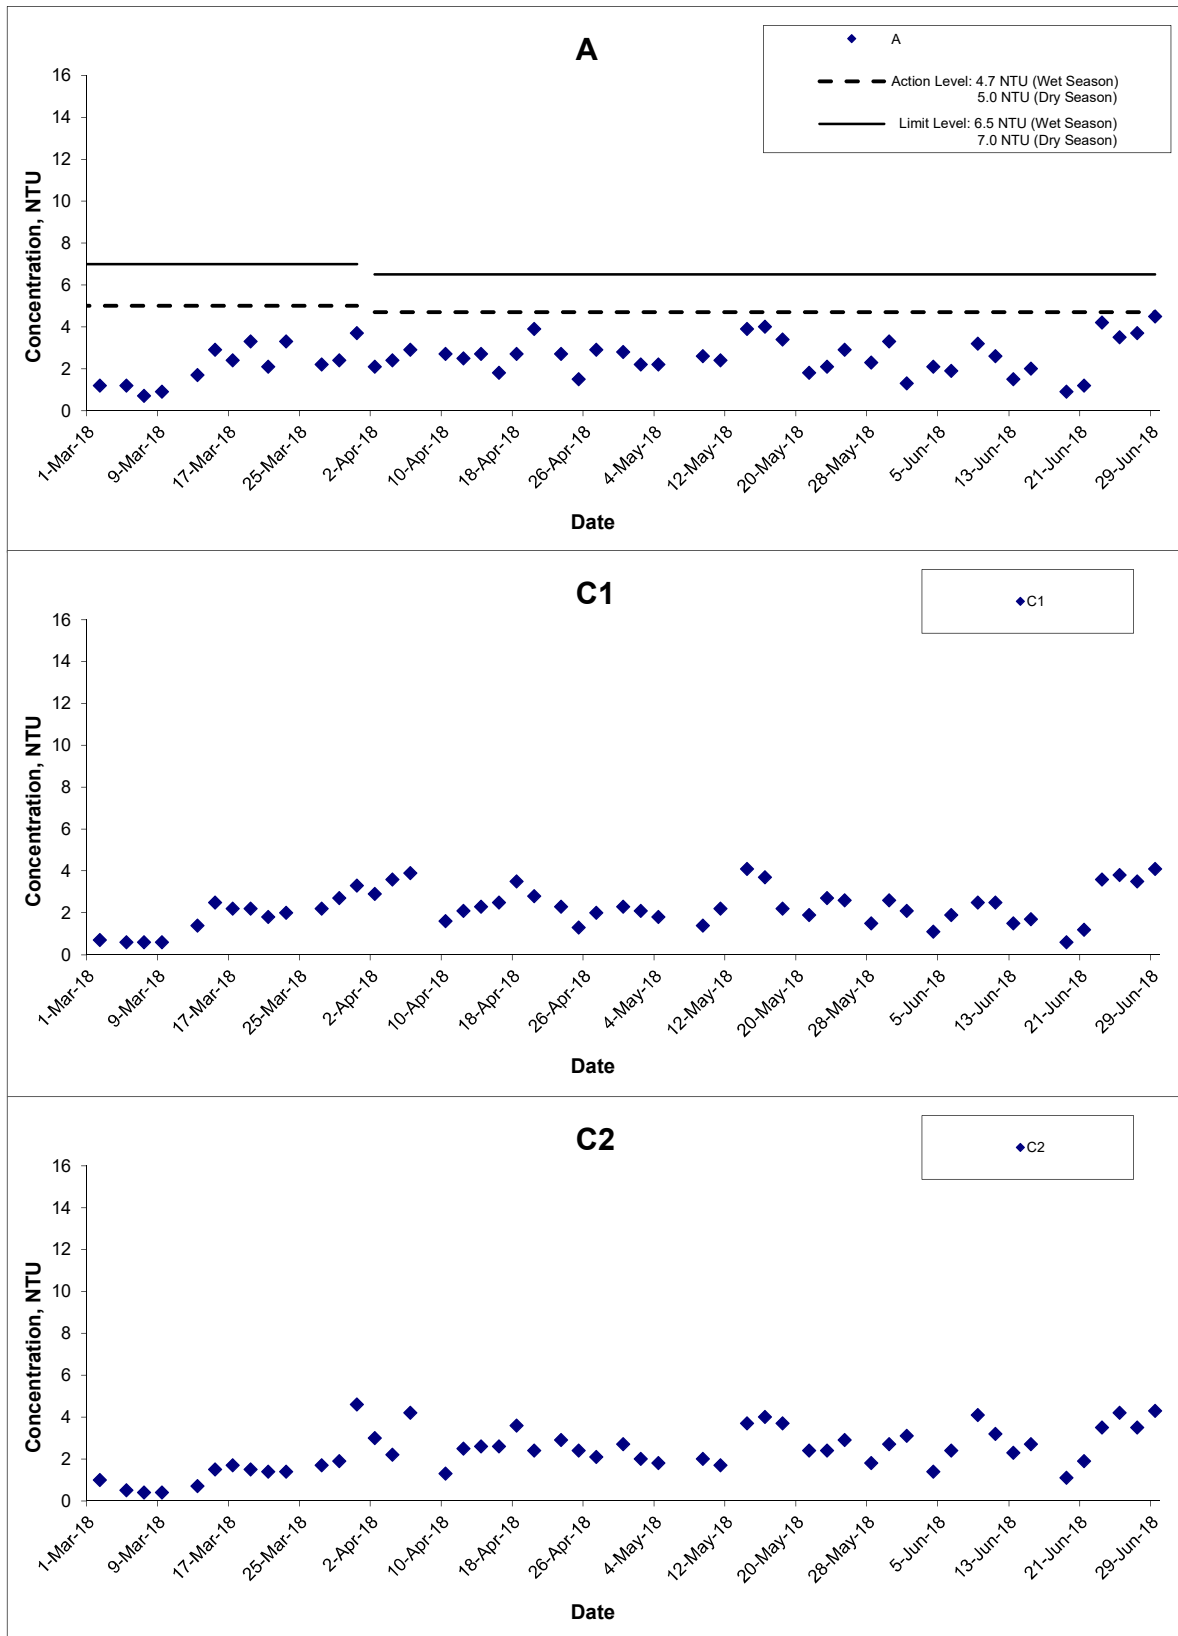 A
A
Action Level: 4.7 NTU (Wet Season)
5.0 NTU (Dry Season)
Limit Level: 6.5 NTU (Wet Season)
7.0 NTU (Dry Season)
Concentration, NTU
16
14
12
10
8
6
4
2
0
1-Mar-18
9-Mar-18
17-Mar-18
25-Mar-18
2-Apr-18
10-Apr-18
18-Apr-18
26-Apr-18
4-May-18
12-May-18
20-May-18
28-May-18
5-Jun-18
13-Jun-18
21-Jun-18
29-Jun-18
Date
C1
C1
Concentration, NTU
16
14
12
10
8
6
4
2
0
1-Mar-18
9-Mar-18
17-Mar-18
25-Mar-18
2-Apr-18
10-Apr-18
18-Apr-18
26-Apr-18
4-May-18
12-May-18
20-May-18
28-May-18
5-Jun-18
13-Jun-18
21-Jun-18
29-Jun-18
Date
C2
C2
Concentration, NTU
16
14
12
10
8
6
4
2
0
1-Mar-18
9-Mar-18
17-Mar-18
25-Mar-18
2-Apr-18
10-Apr-18
18-Apr-18
26-Apr-18
4-May-18
12-May-18
20-May-18
28-May-18
5-Jun-18
13-Jun-18
21-Jun-18
29-Jun-18
Date